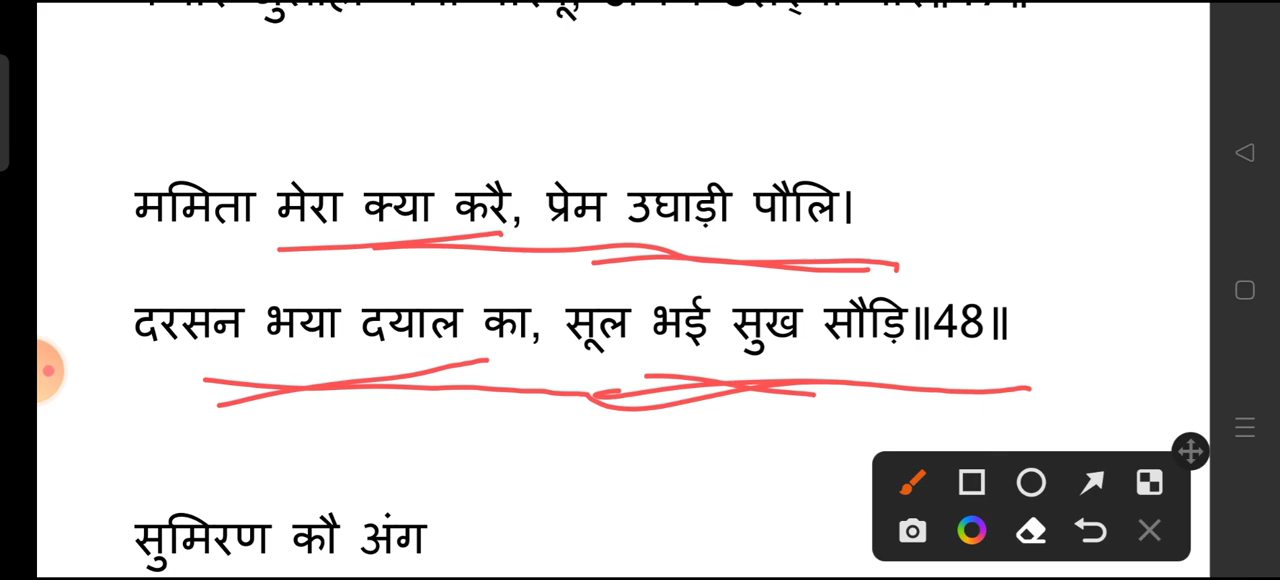 ममिता मेरा क्या करै, प्रेम उघाड़ी पौलि।
दरसन भया दयाल का, सूल भई सुख सौड़ि॥48॥
सुमिरण कौ अंग